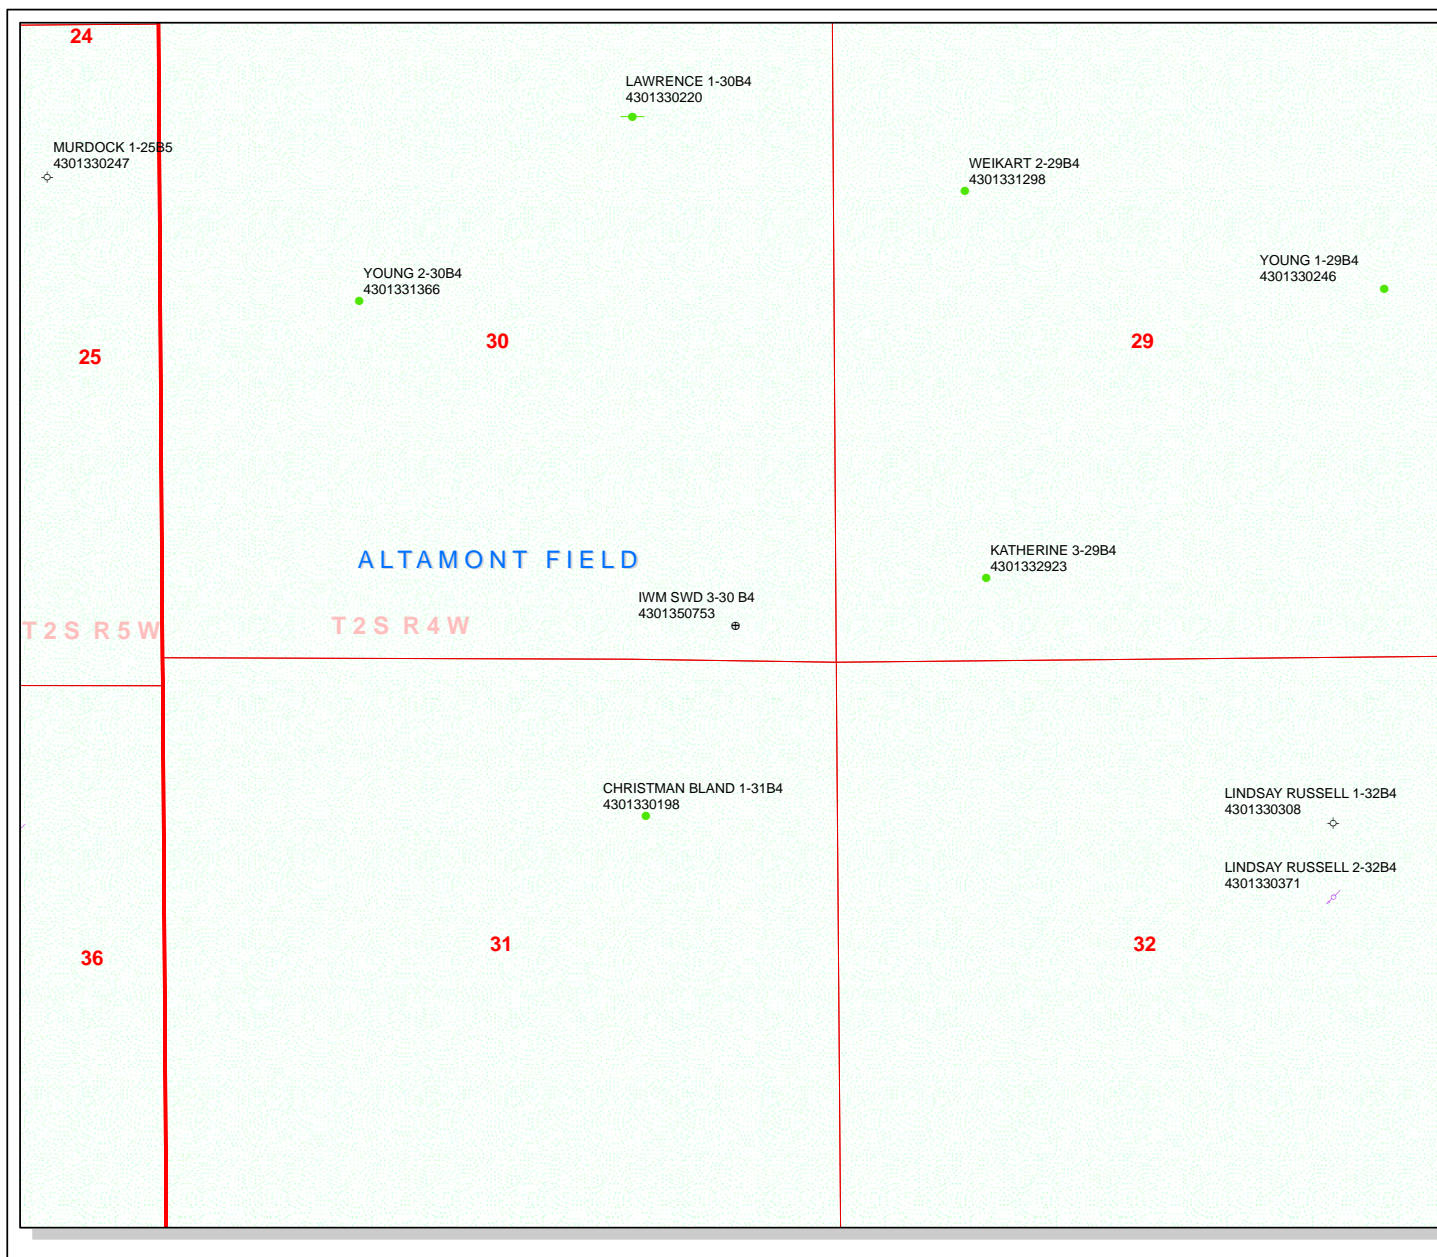 24
LAWRENCE 1-30B4
4301330220
MURDOCK 1-25B5
4301330247
WEIKART 2-29B4
4301331298
YOUNG 1-29B4
4301330246
YOUNG 2-30B4
4301331366
30
29
25
KATHERINE 3-29B4
4301332923
ALTAMONT FIELD
IWM SWD 3-30 B4
4301350753
T2S R5W
T2S R4W
CHRISTMAN BLAND 1-31B4
4301330198
LINDSAY RUSSELL 1-32B4
4301330308
LINDSAY RUSSELL 2-32B4
4301330371
31
32
36